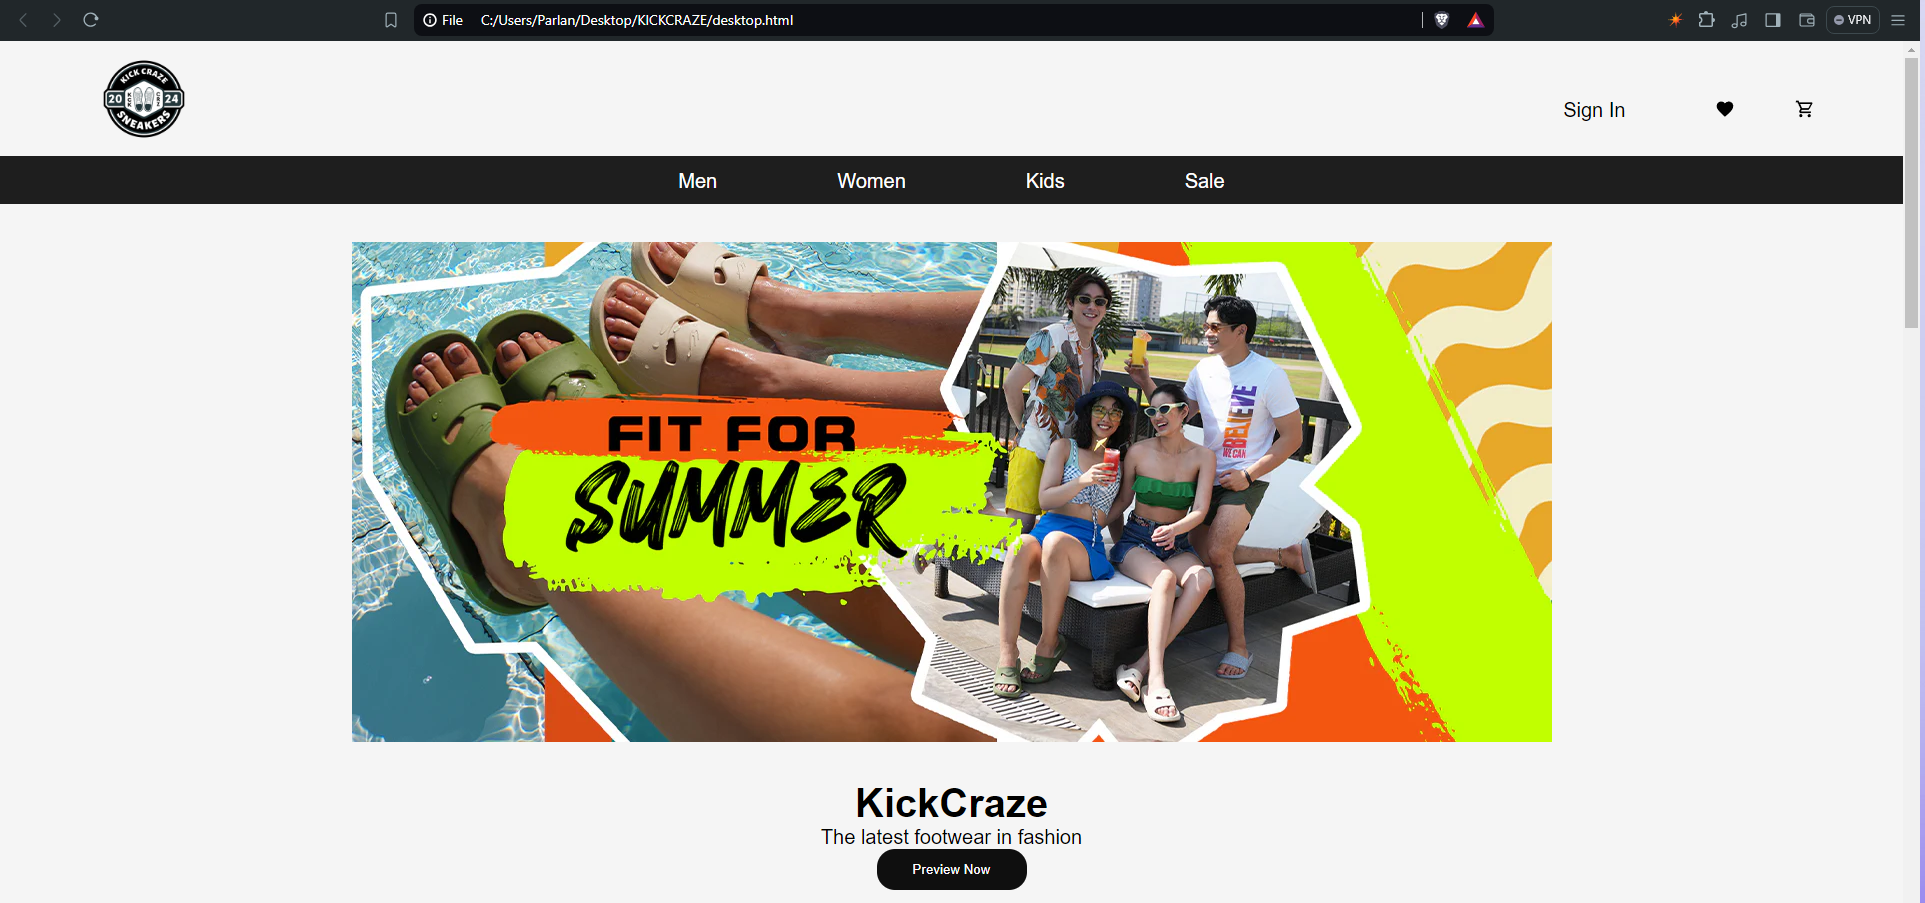 File C:/Users/Parlan/Desktop/KICKCRAZE/desktop.html
VPN
KICK CRAZE
20 24
SNEAKERS
Sign In
Men Women Kids Sale
FIT FOR
SUMMER
WE CAN
KickCraze
The latest footwear in fashion
Preview Now